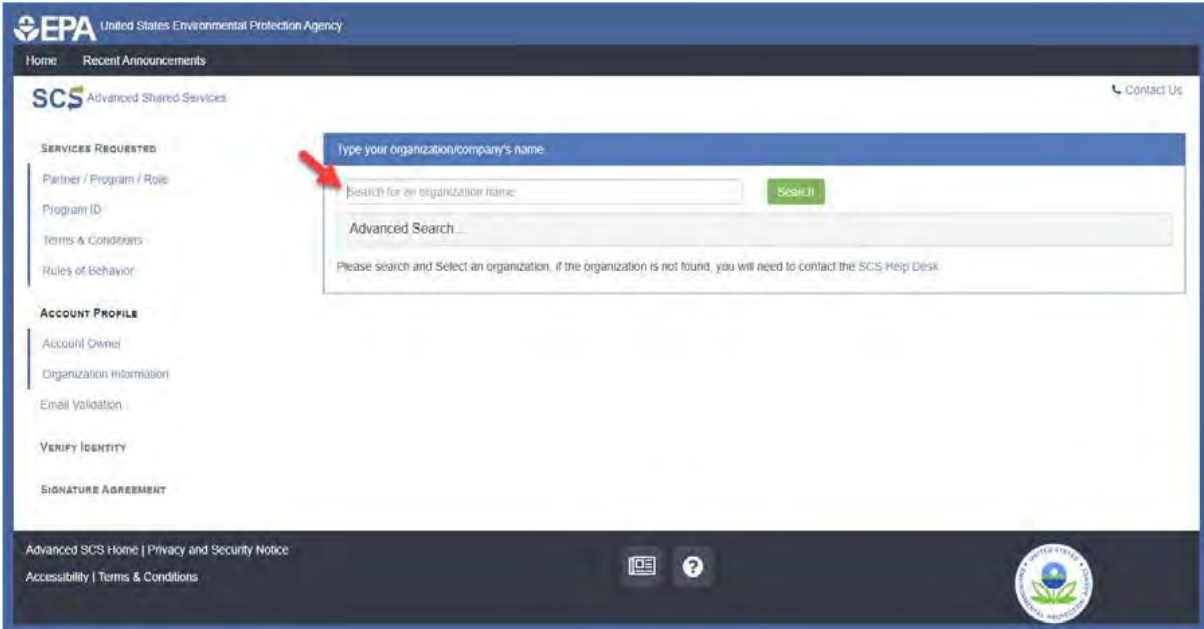 EPA United States Environmental Protection Agency
Home Recent Announcements
SCS Advanced Shared Services
Contact Us
SERVICES REQUESTED
Partner / Program / Role
Program ID
Terms & Conditions
Rules of Behavior
ACCOUNT PROFILE
Account Owner
Organization Information
Email Validation
VERIFY IDENTITY
SIGNATURE AGREEMENT
Type your organization/company's name
Search for an organization name
Search
Advanced Search...
Please search and Select an organization, if the organization is not found, you will need to contact the SCS Help Desk
Advanced SCS Home | Privacy and Security Notice
Accessibility | Terms & Conditions
UNITED STATES